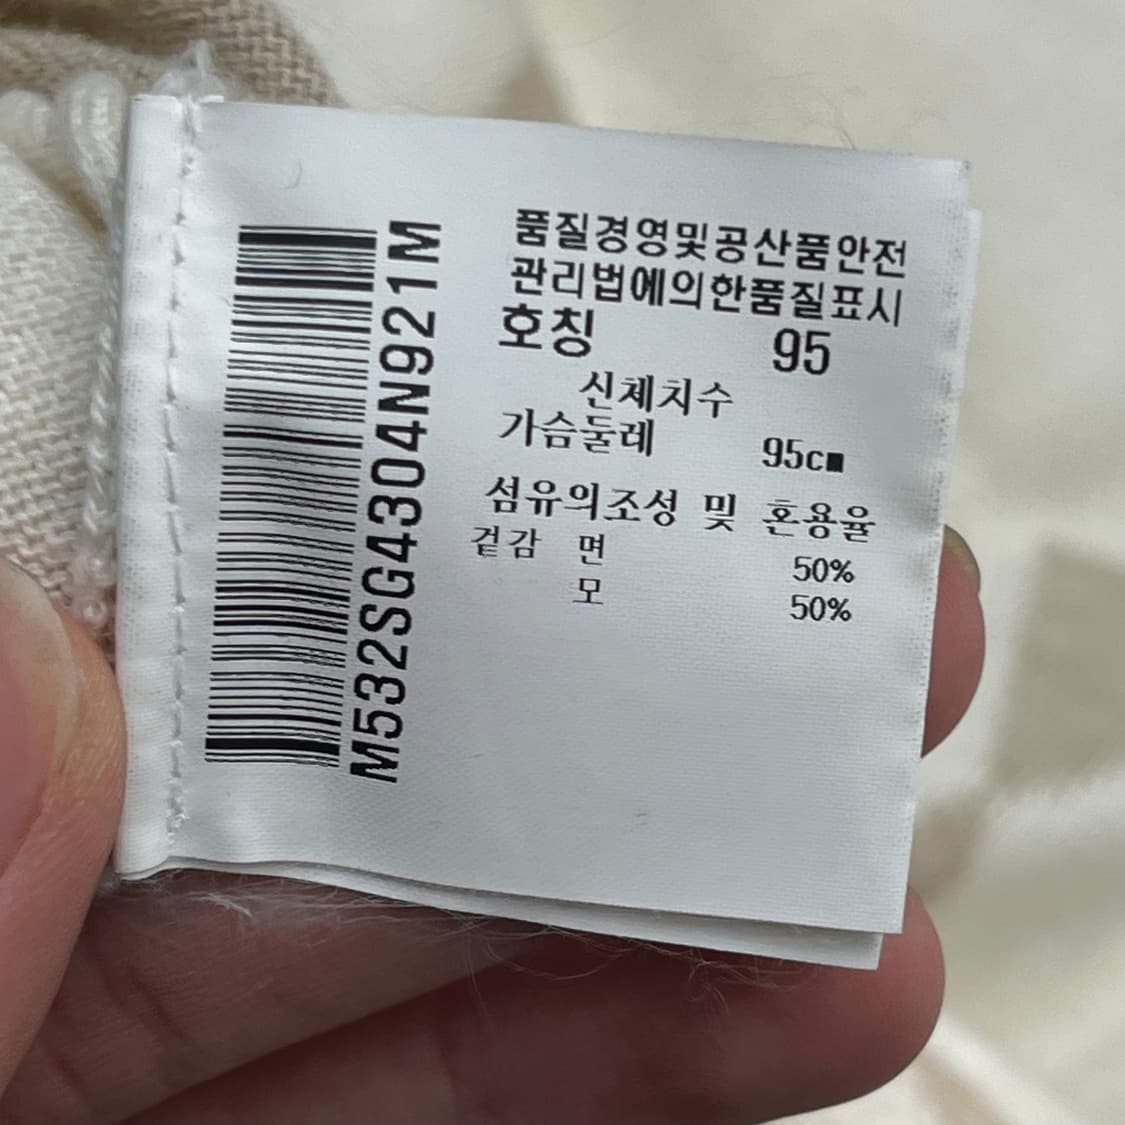 M532SG4304N921M
품질경영및공산품안전
관리법에의한품질표시
호칭 95
신체치수
가슴둘레 95c■
섬유의조성 및 혼용율
겉감 면 50%
모 50%